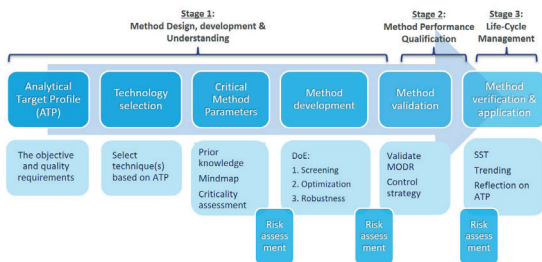 Stage 1:
Method Design, development &
Understanding
Stage 2:
Method Performance
Qualification
Stage 3:
Life-Cycle
Management
Analytical
Target Profile
(ATP)
Technology
selection
Critical
Method
Parameters
Method
development
Method
validation
Method
verification &
application
The objective
and quality
requirements
Select
technique(s)
based on ATP
Prior
knowledge
Mindmap
Criticality
assessment
DoE:
1. Screening
2. Optimization
3. Robustness
Validate
MODR
Control
strategy
SST
Trending
Reflection on
ATP
Risk
assess
ment
Risk
assess
ment
Risk
assess
ment